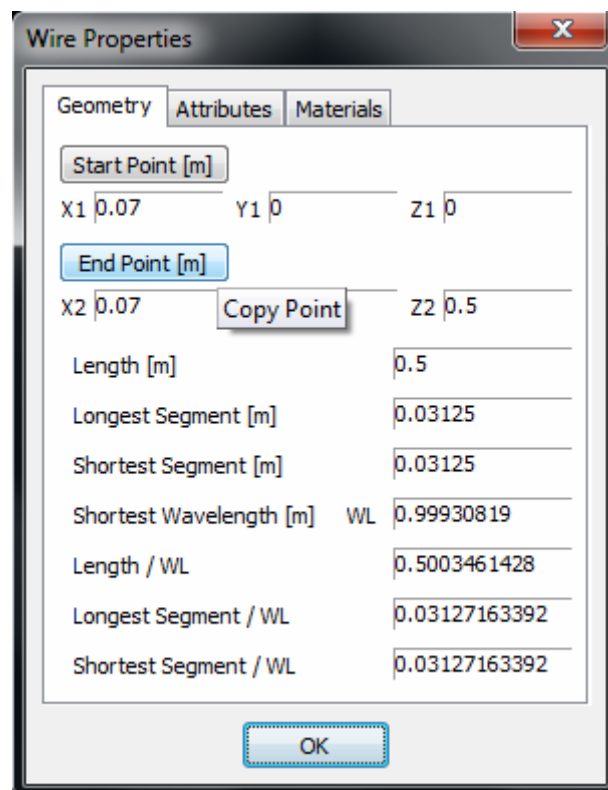 Wire Properties
Geometry Attributes Materials
Start Point [m]
X1 0.07 Y1 0 Z1 0
End Point [m]
X2 0.07 Copy Point Z2 0.5
Length [m] 0.5
Longest Segment [m] 0.03125
Shortest Segment [m] 0.03125
Shortest Wavelength [m] WL 0.99930819
Length / WL 0.5003461428
Longest Segment / WL 0.03127163392
Shortest Segment / WL 0.03127163392
OK